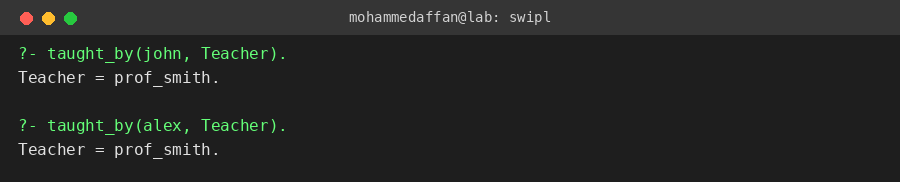 mohammedaffan@lab: swipl
?- taught_by(john, Teacher).
Teacher = prof_smith.
?- taught_by(alex, Teacher).
Teacher = prof_smith.